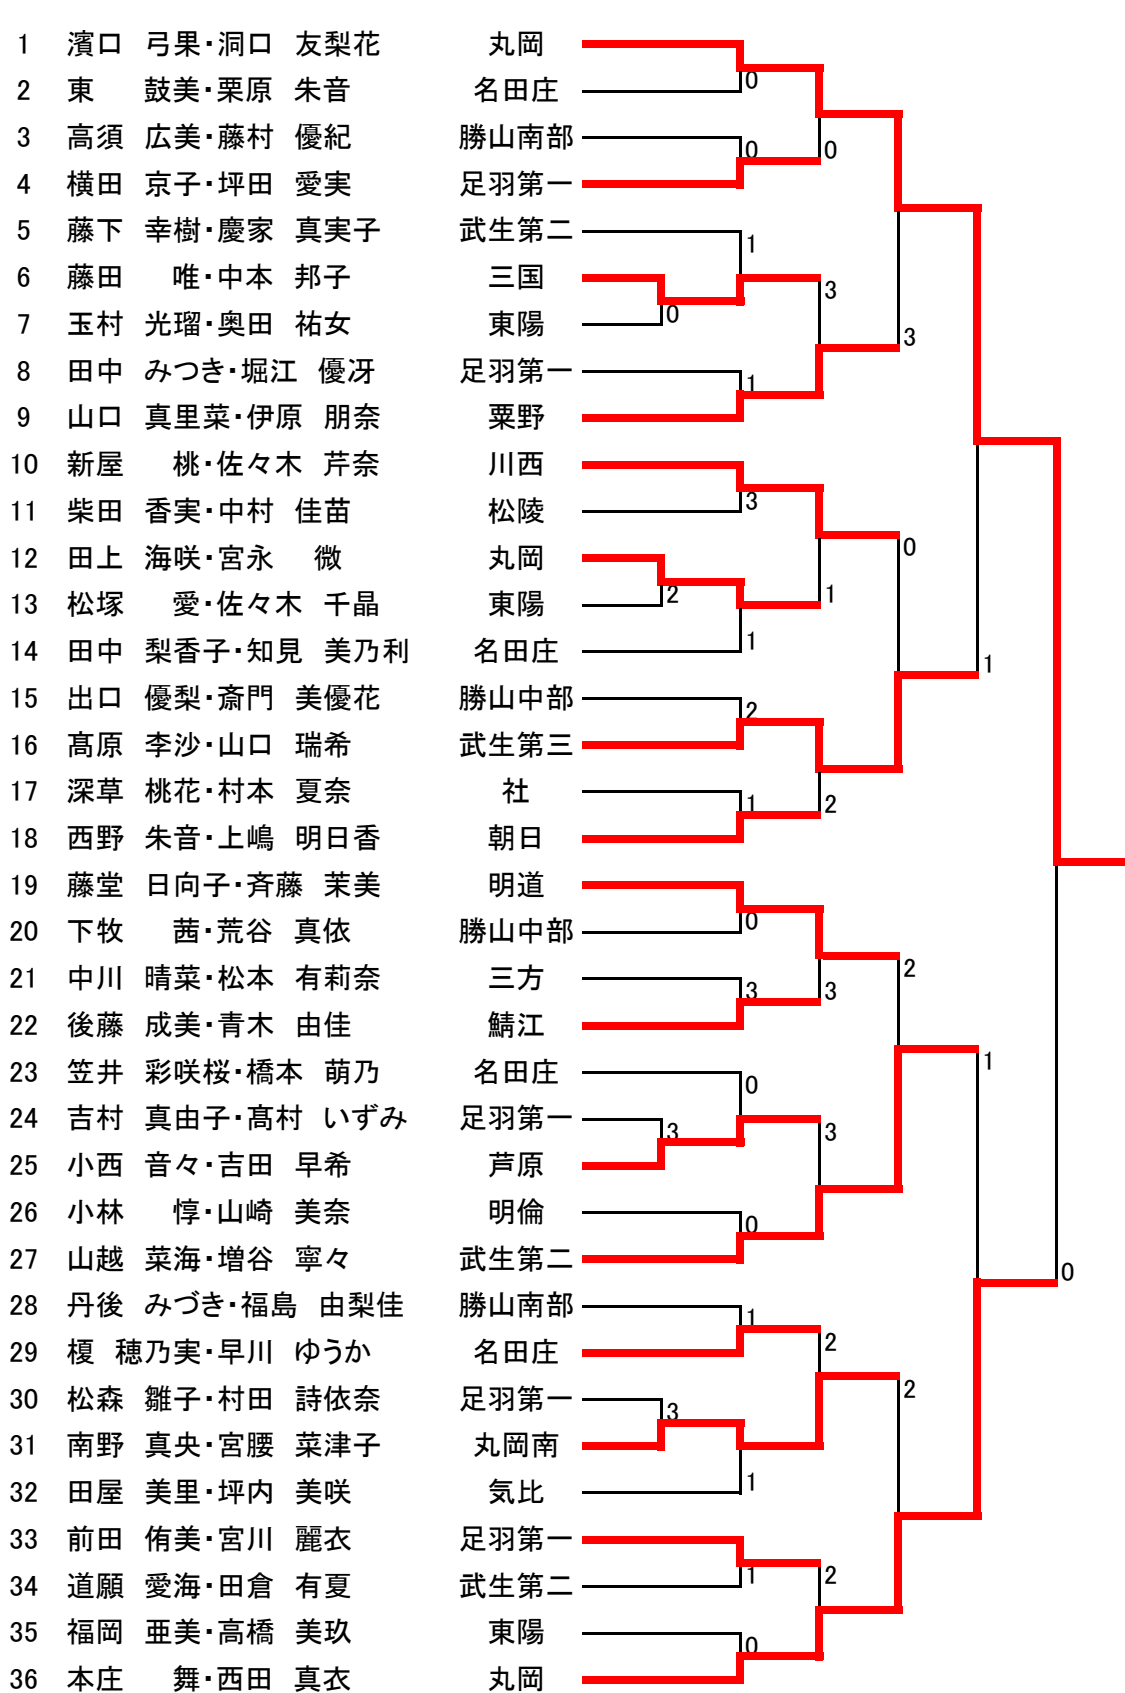 1 濱口 弓果・洞口 友梨花 丸岡
0
2 東 鼓美・栗原 朱音 名田庄
3 高須 広美・藤村 優紀 勝山南部
0 0
4 横田 京子・坪田 愛実 足羽第一
5 藤下 幸樹・慶家 真実子 武生第二
1
6 藤田 唯・中本 邦子 三国
3
0
7 玉村 光瑠・奥田 祐女 東陽
3
8 田中 みつき・堀江 優冴 足羽第一
1
9 山口 真里菜・伊原 朋奈 粟野
10 新屋 桃・佐々木 芹奈 川西
3
11 柴田 香実・中村 佳苗 松陵
0
12 田上 海咲・宮永 微 丸岡
2 1
13 松塚 愛・佐々木 千晶 東陽
1
14 田中 梨香子・知見 美乃利 名田庄
1
15 出口 優梨・斎門 美優花 勝山中部
2
16 髙原 李沙・山口 瑞希 武生第三
17 深草 桃花・村本 夏奈 社
1 2
18 西野 朱音・上嶋 明日香 朝日
19 藤堂 日向子・斉藤 茉美 明道
0
20 下牧 茜・荒谷 真依 勝山中部
2
21 中川 晴菜・松本 有莉奈 三方
3 3
22 後藤 成美・青木 由佳 鯖江
1
23 笠井 彩咲桜・橋本 萌乃 名田庄
0
24 吉村 真由子・髙村 いずみ 足羽第一
3 3
25 小西 音々・吉田 早希 芦原
26 小林 惇・山崎 美奈 明倫
0
27 山越 菜海・増谷 寧々 武生第二
0
28 丹後 みづき・福島 由梨佳 勝山南部
1
2
29 榎 穂乃実・早川 ゆうか 名田庄
2
30 松森 雛子・村田 詩依奈 足羽第一
3
31 南野 真央・宮腰 菜津子 丸岡南
1
32 田屋 美里・坪内 美咲 気比
33 前田 侑美・宮川 麗衣 足羽第一
1 2
34 道願 愛海・田倉 有夏 武生第二
35 福岡 亜美・高橋 美玖 東陽
0
36 本庄 舞・西田 真衣 丸岡